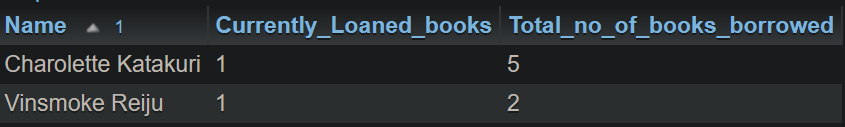 Name 1 Currently_Loaned_books Total_no_of_books_borrowed
Charolette Katakuri 1 5
Vinsmoke Reiju 1 2